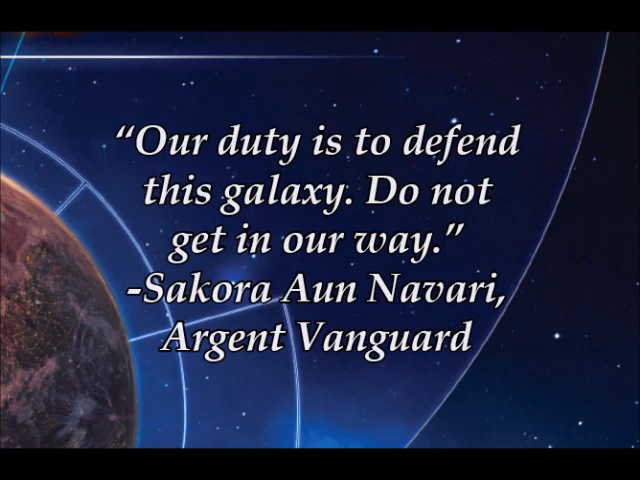 “Our duty is to defend
this galaxy. Do not
get in our way.”
-Sakora Aun Navari,
Argent Vanguard